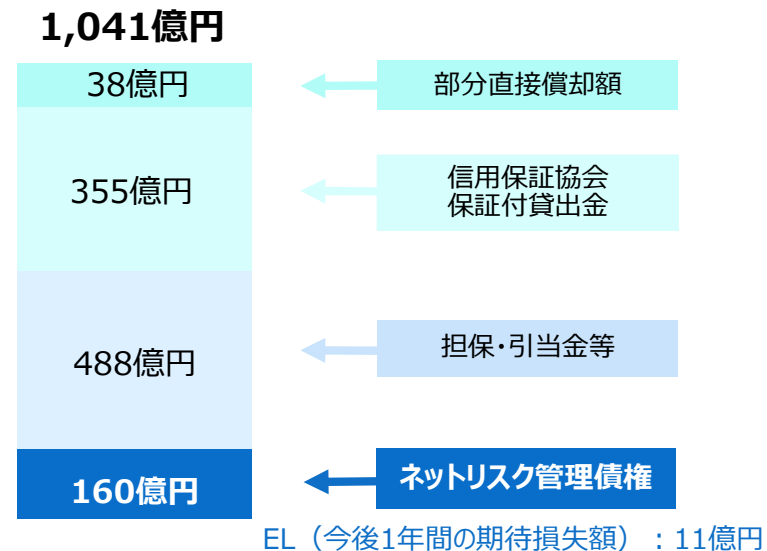 1,041億円
38億円
部分直接償却額
355億円
信用保証協会
保証付貸出金
488億円
担保・引当金等
160億円
ネットリスク管理債権
EL（今後1年間の期待損失額）：11億円